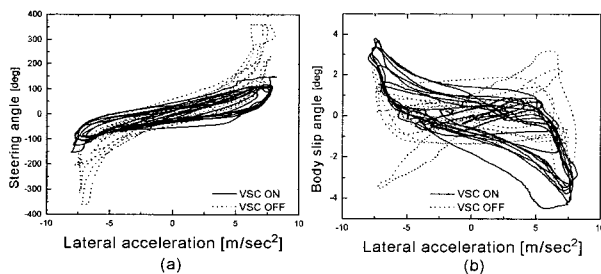 400
300
200
100
0
-100
-200
-300
400
-10
-5
0
5
10
Steering angle [deg]
VSC ON
VSC OFF
Lateral acceleration [m/sec²]
(a)
4
2
0
-2
-4
-10
-5
0
5
10
Body slip angle [deg]
VSC ON
VSC OFF
Lateral acceleration [m/sec²]
(b)